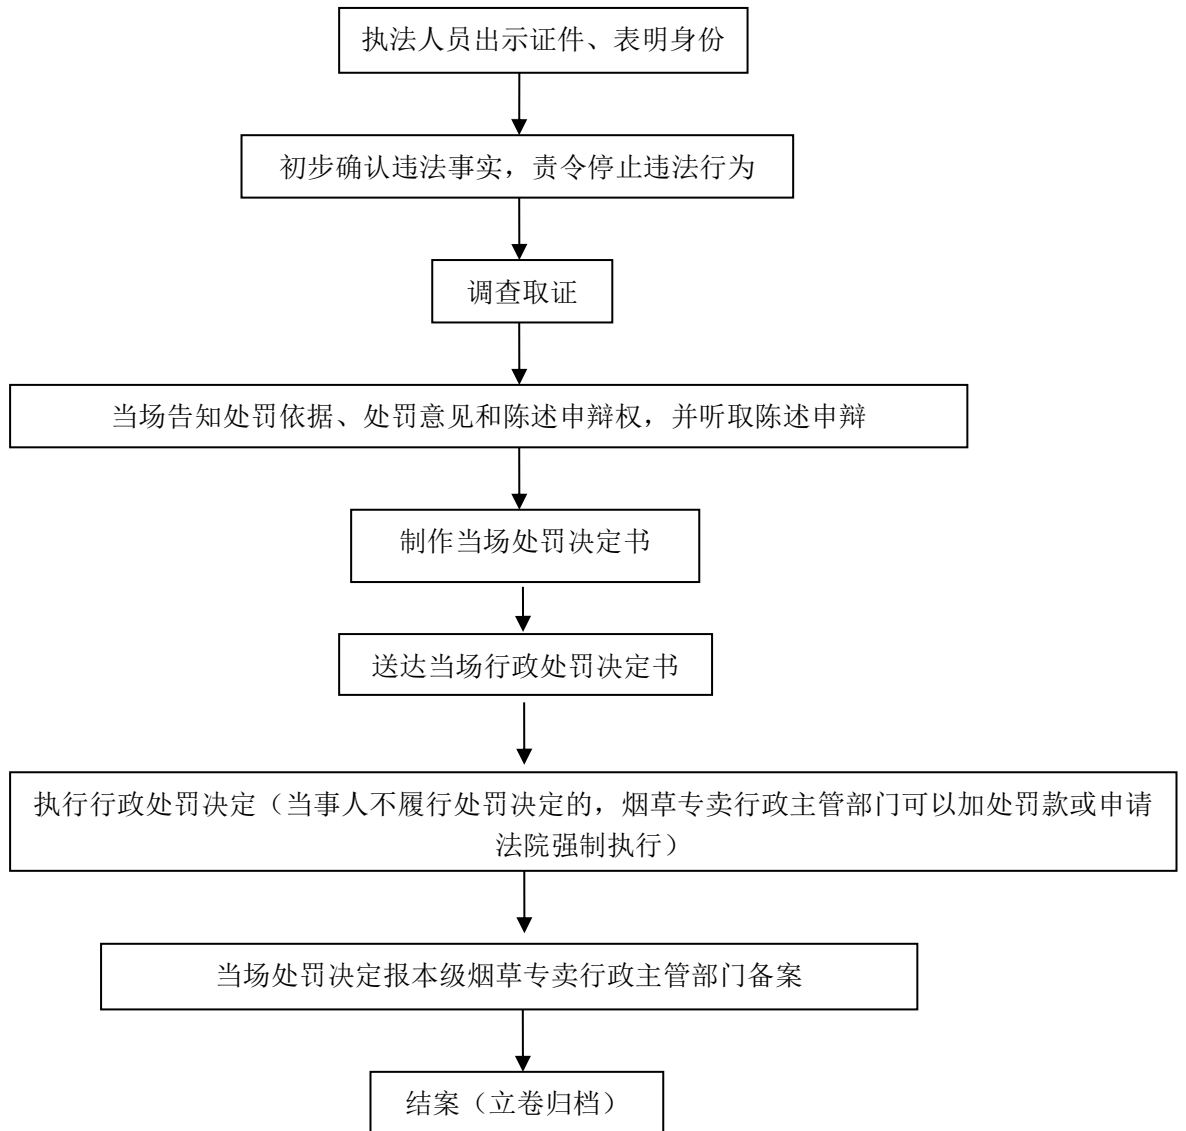 执法人员出示证件、表明身份
初步确认违法事实，责令停止违法行为
调查取证
当场告知处罚依据、处罚意见和陈述申辩权，并听取陈述申辩
制作当场处罚决定书
送达当场行政处罚决定书
执行行政处罚决定（当事人不履行处罚决定的，烟草专卖行政主管部门可以加处罚款或申请
法院强制执行）
当场处罚决定报本级烟草专卖行政主管部门备案
结案（立卷归档）